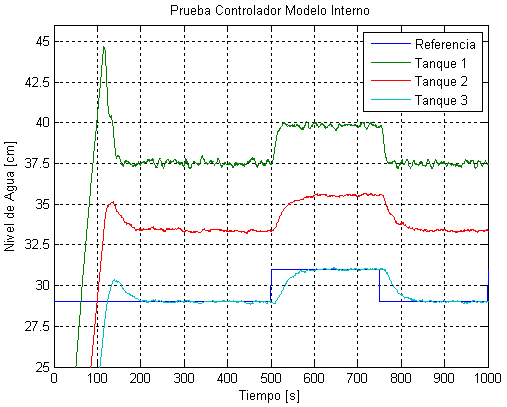 Prueba Controlador Modelo Interno
Referencia
Tanque 1
Tanque 2
Tanque 3
Nivel de Agua [cm]
45
42.5
40
37.5
35
32.5
30
27.5
25
0 100 200 300 400 500 600 700 800 900 1000
Tiempo [s]